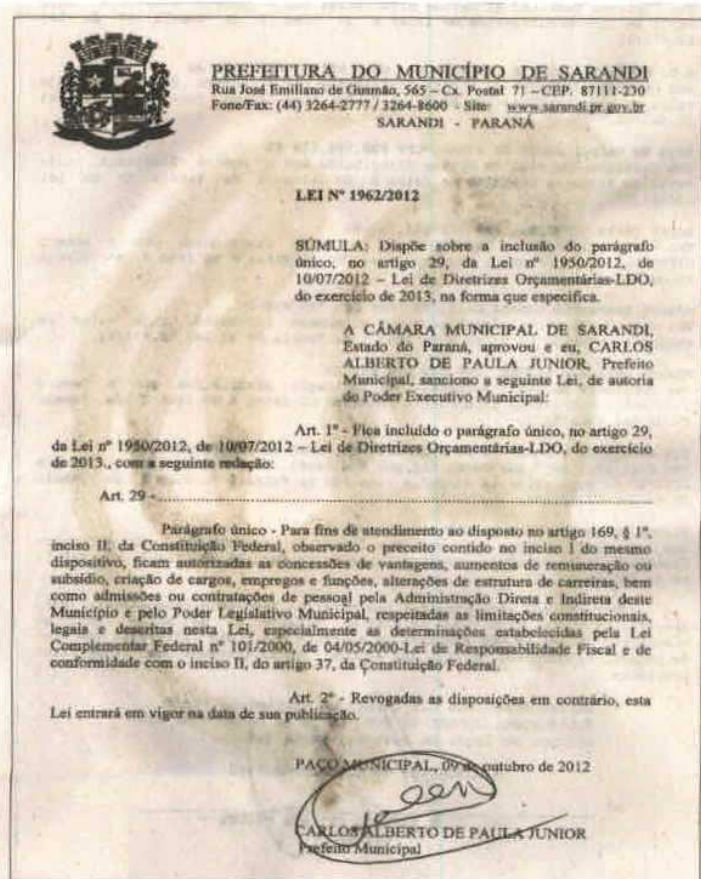 PREFEITURA DO MUNICÍPIO DE SARANDI
Rua José Emiliano de Gusmão, 565 – Cx. Postal 71 – CEP. 87111-230
Fone/Fax: (44) 3264-2777 / 3264-8600 - Site: www.sarandi.pr.gov.br
SARANDI - PARANÁ
LEI Nº 1962/2012
SÚMULA: Dispõe sobre a inclusão do parágrafo
único, no artigo 29, da Lei nº 1950/2012, de
10/07/2012 – Lei de Diretrizes Orçamentárias-LDO,
do exercício de 2013, na forma que especifica.
A CÂMARA MUNICIPAL DE SARANDI,
Estado do Paraná, aprovou e eu, CARLOS
ALBERTO DE PAULA JUNIOR, Prefeito
Municipal, sanciono a seguinte Lei, de autoria
do Poder Executivo Municipal:
Art. 1º - Fica incluído o parágrafo único, no artigo 29,
da Lei nº 1950/2012, de 10/07/2012 – Lei de Diretrizes Orçamentárias-LDO, do exercício
de 2013., com a seguinte redação:
Art. 29 -................................................................
Parágrafo único - Para fins de atendimento ao disposto no artigo 169, § 1º,
inciso II, da Constituição Federal, observado o preceito contido no inciso I do mesmo
dispositivo, ficam autorizadas as concessões de vantagens, aumentos de remuneração ou
subsídio, criação de cargos, empregos e funções, alterações de estrutura de carreiras, bem
como admissões ou contratações de pessoal pela Administração Direta e Indireta deste
Município e pelo Poder Legislativo Municipal, respeitadas as limitações constitucionais,
legais e descritas nesta Lei, especialmente as determinações estabelecidas pela Lei
Complementar Federal nº 101/2000, de 04/05/2000-Lei de Responsabilidade Fiscal e de
conformidade com o inciso II, do artigo 37, da Constituição Federal.
Art. 2º - Revogadas as disposições em contrário, esta
Lei entrará em vigor na data de sua publicação.
PAÇO MUNICIPAL, 09 de outubro de 2012
CARLOS ALBERTO DE PAULA JUNIOR
Prefeito Municipal